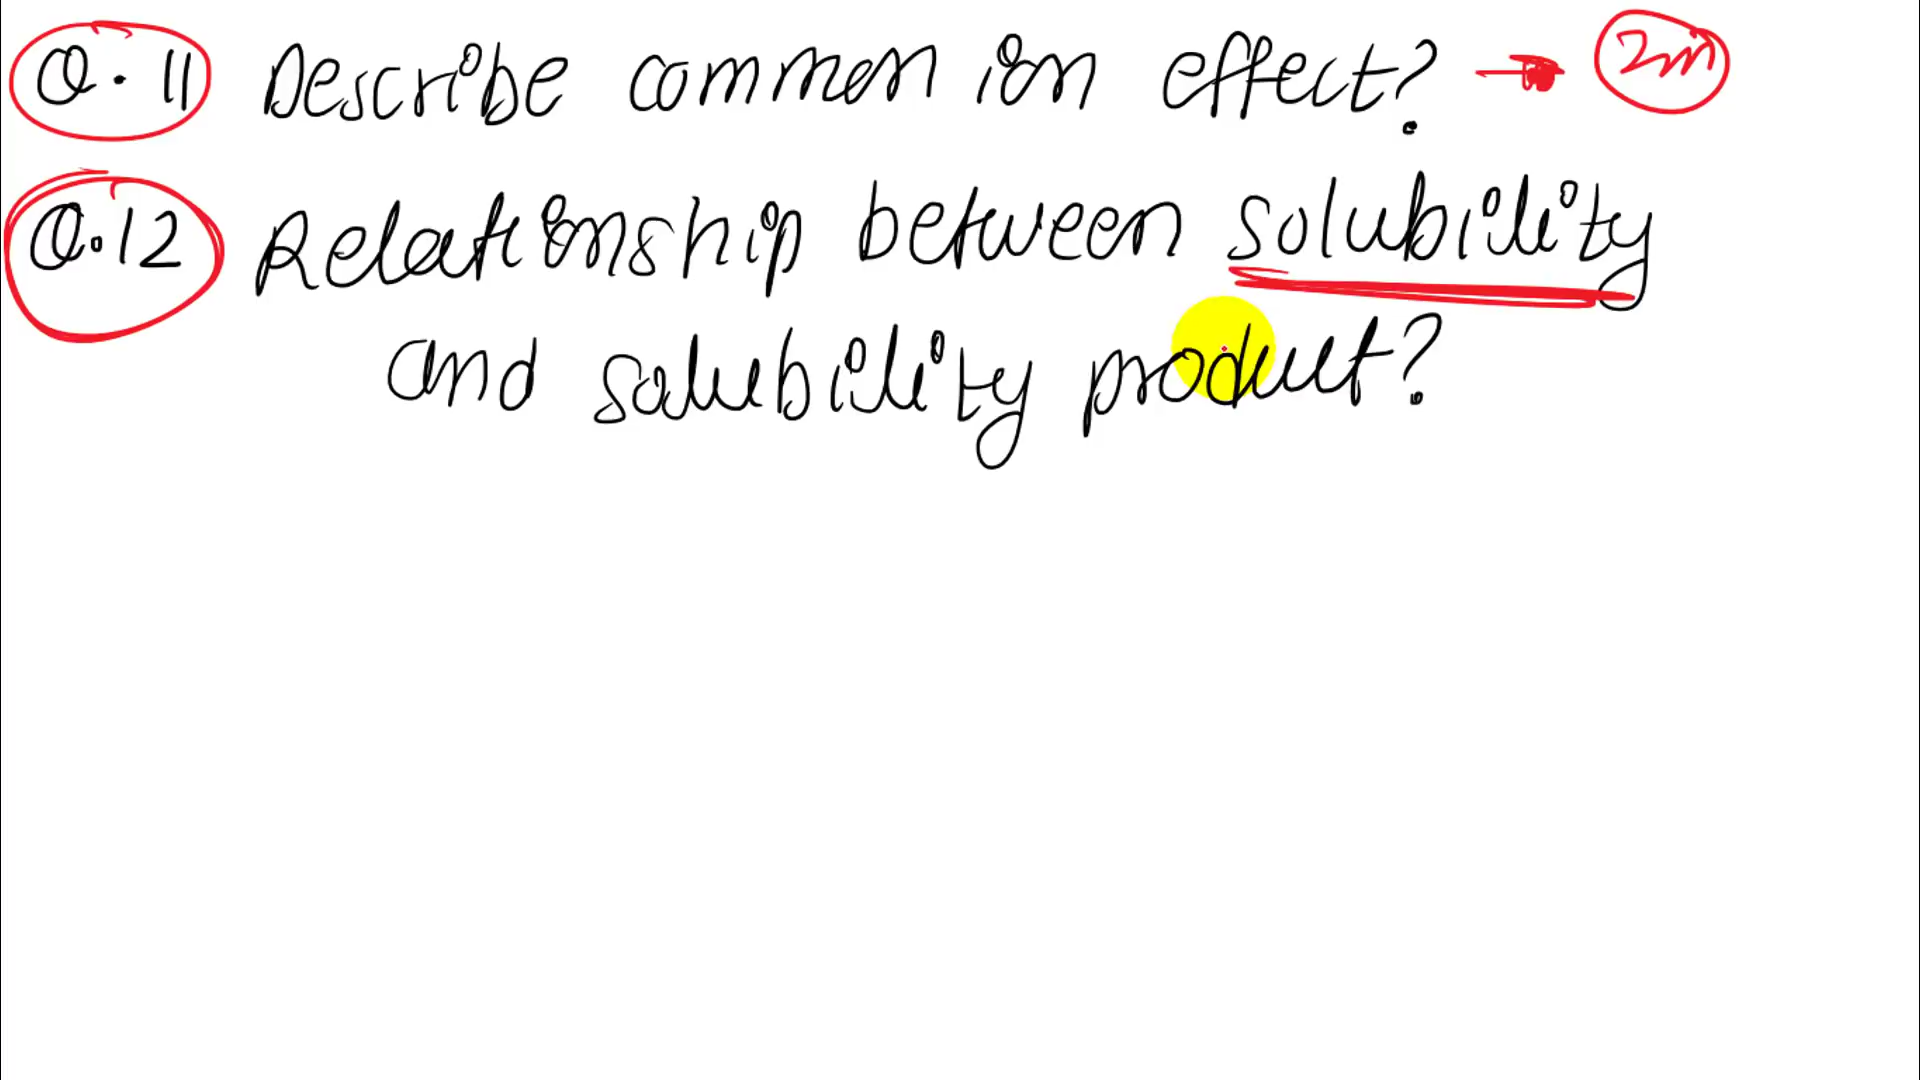 Q. 11 Describe common ion effect? → 2m
Q. 12 Relationship between solubility
and solubility product?